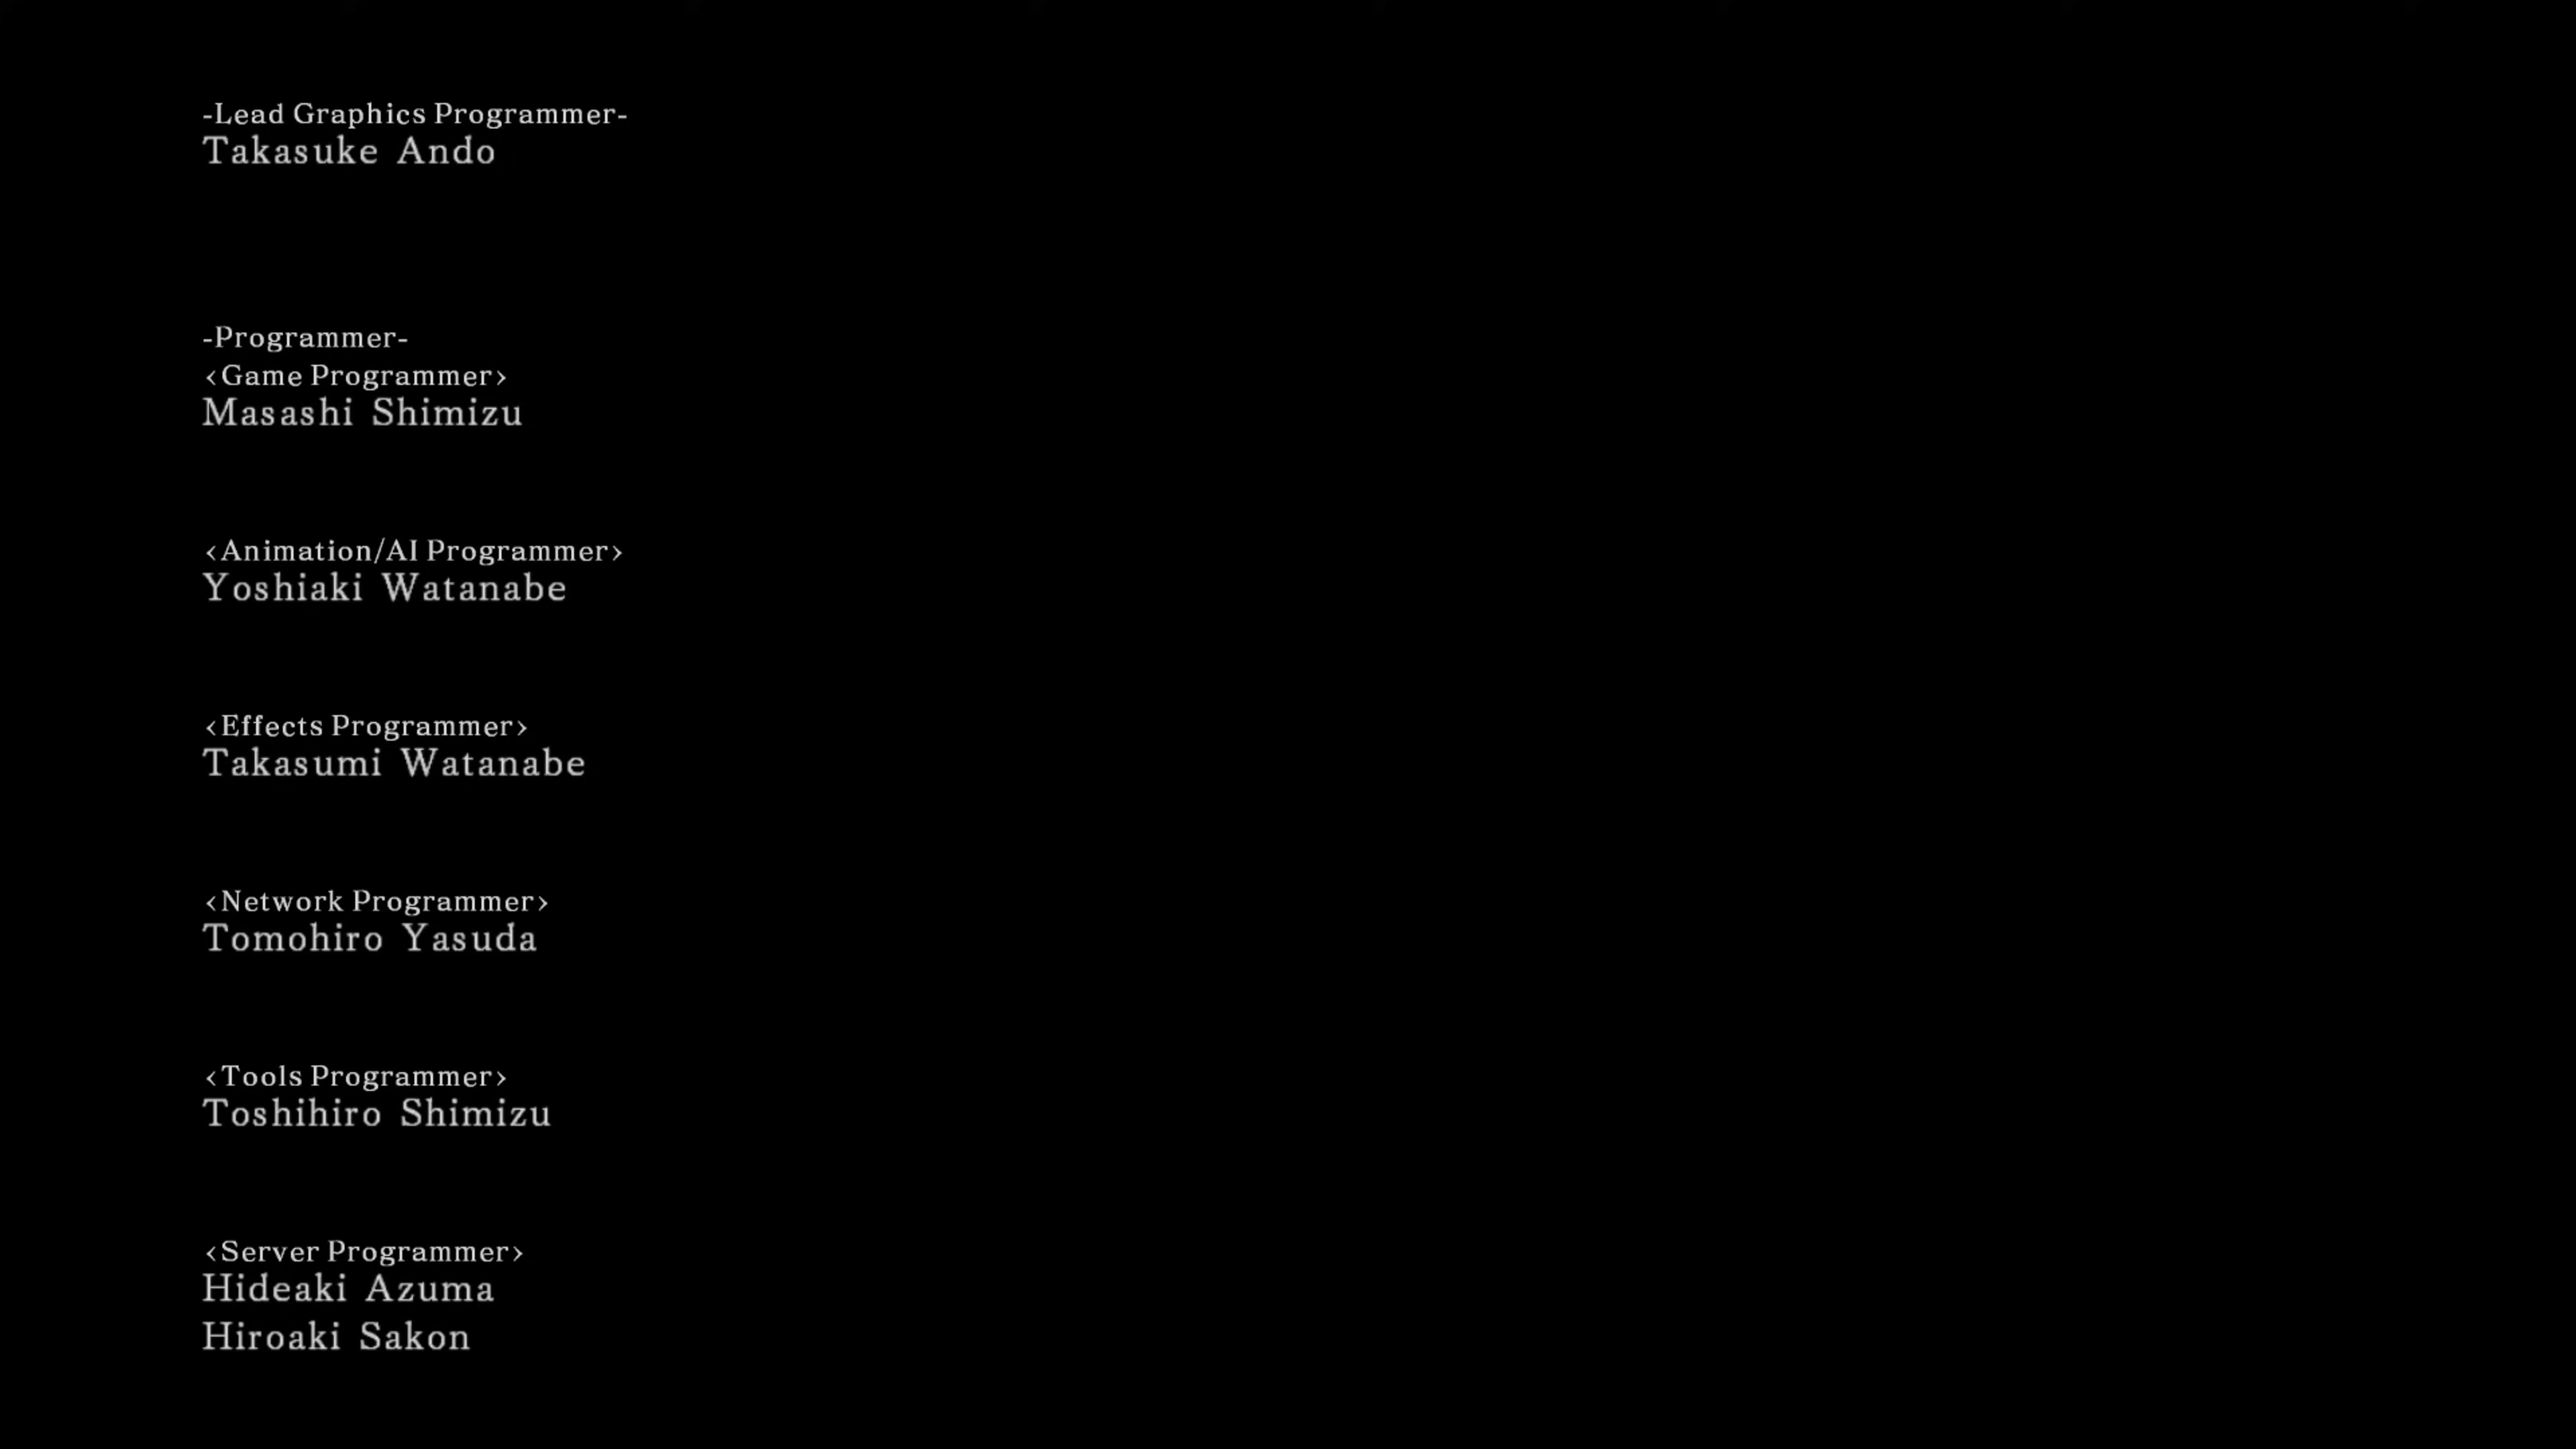 -Lead Graphics Programmer-
Takasuke Ando
-Programmer-
<Game Programmer>
Masashi Shimizu
<Animation/AI Programmer>
Yoshiaki Watanabe
<Effects Programmer>
Takasumi Watanabe
<Network Programmer>
Tomohiro Yasuda
<Tools Programmer>
Toshihiro Shimizu
<Server Programmer>
Hideaki Azuma
Hiroaki Sakon